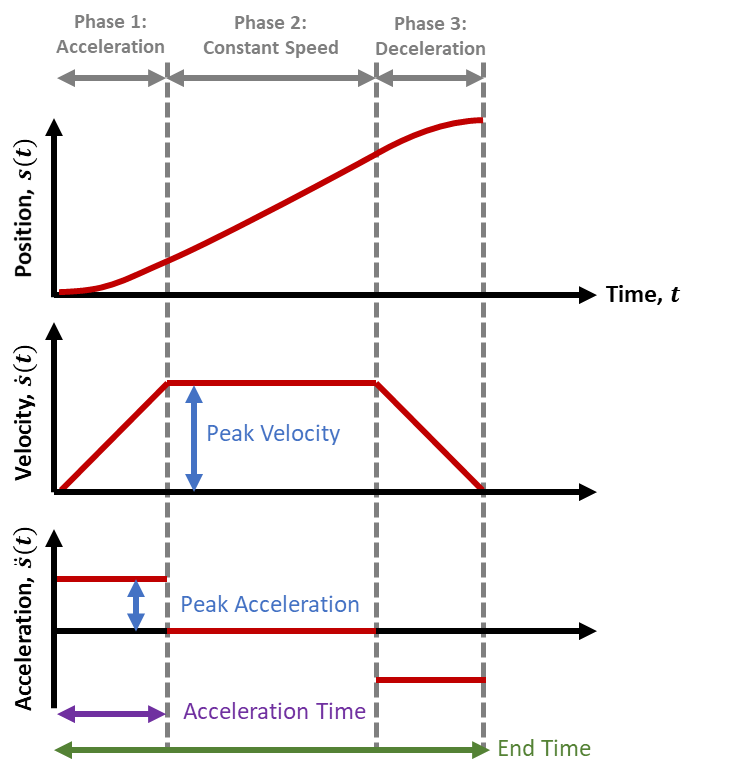 Phase 1:
Acceleration
Phase 2:
Constant Speed
Phase 3:
Deceleration
Position, s(t)
Time, t
Velocity, ṡ(t)
Peak Velocity
Acceleration, s̈(t)
Peak Acceleration
Acceleration Time
End Time